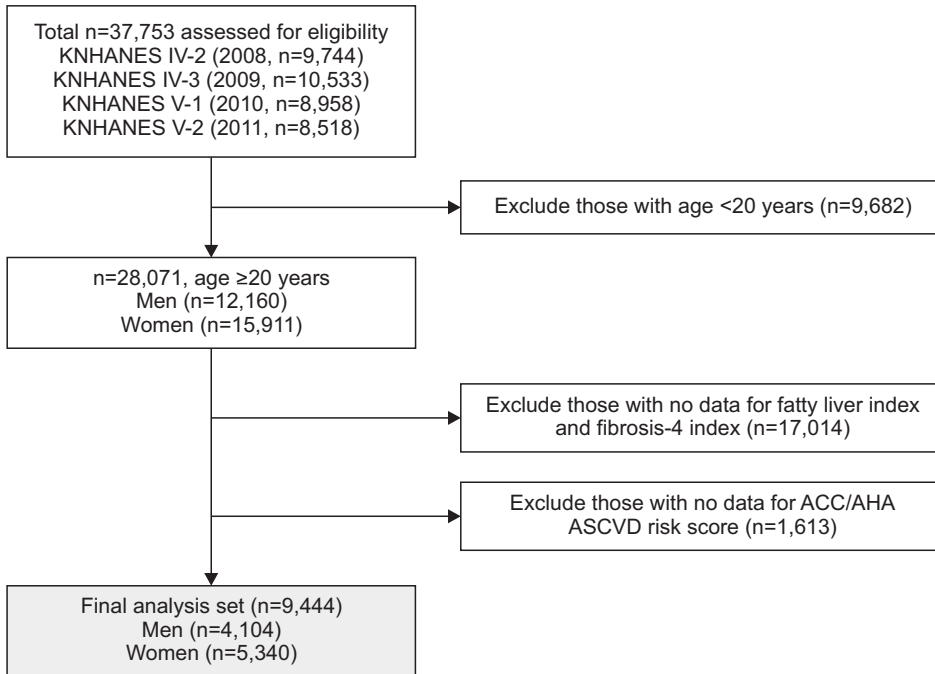 Total n=37,753 assessed for eligibility
KNHANES IV-2 (2008, n=9,744)
KNHANES IV-3 (2009, n=10,533)
KNHANES V-1 (2010, n=8,958)
KNHANES V-2 (2011, n=8,518)
Exclude those with age <20 years (n=9,682)
n=28,071, age ≥20 years
Men (n=12,160)
Women (n=15,911)
Exclude those with no data for fatty liver index
and fibrosis-4 index (n=17,014)
Exclude those with no data for ACC/AHA
ASCVD risk score (n=1,613)
Final analysis set (n=9,444)
Men (n=4,104)
Women (n=5,340)